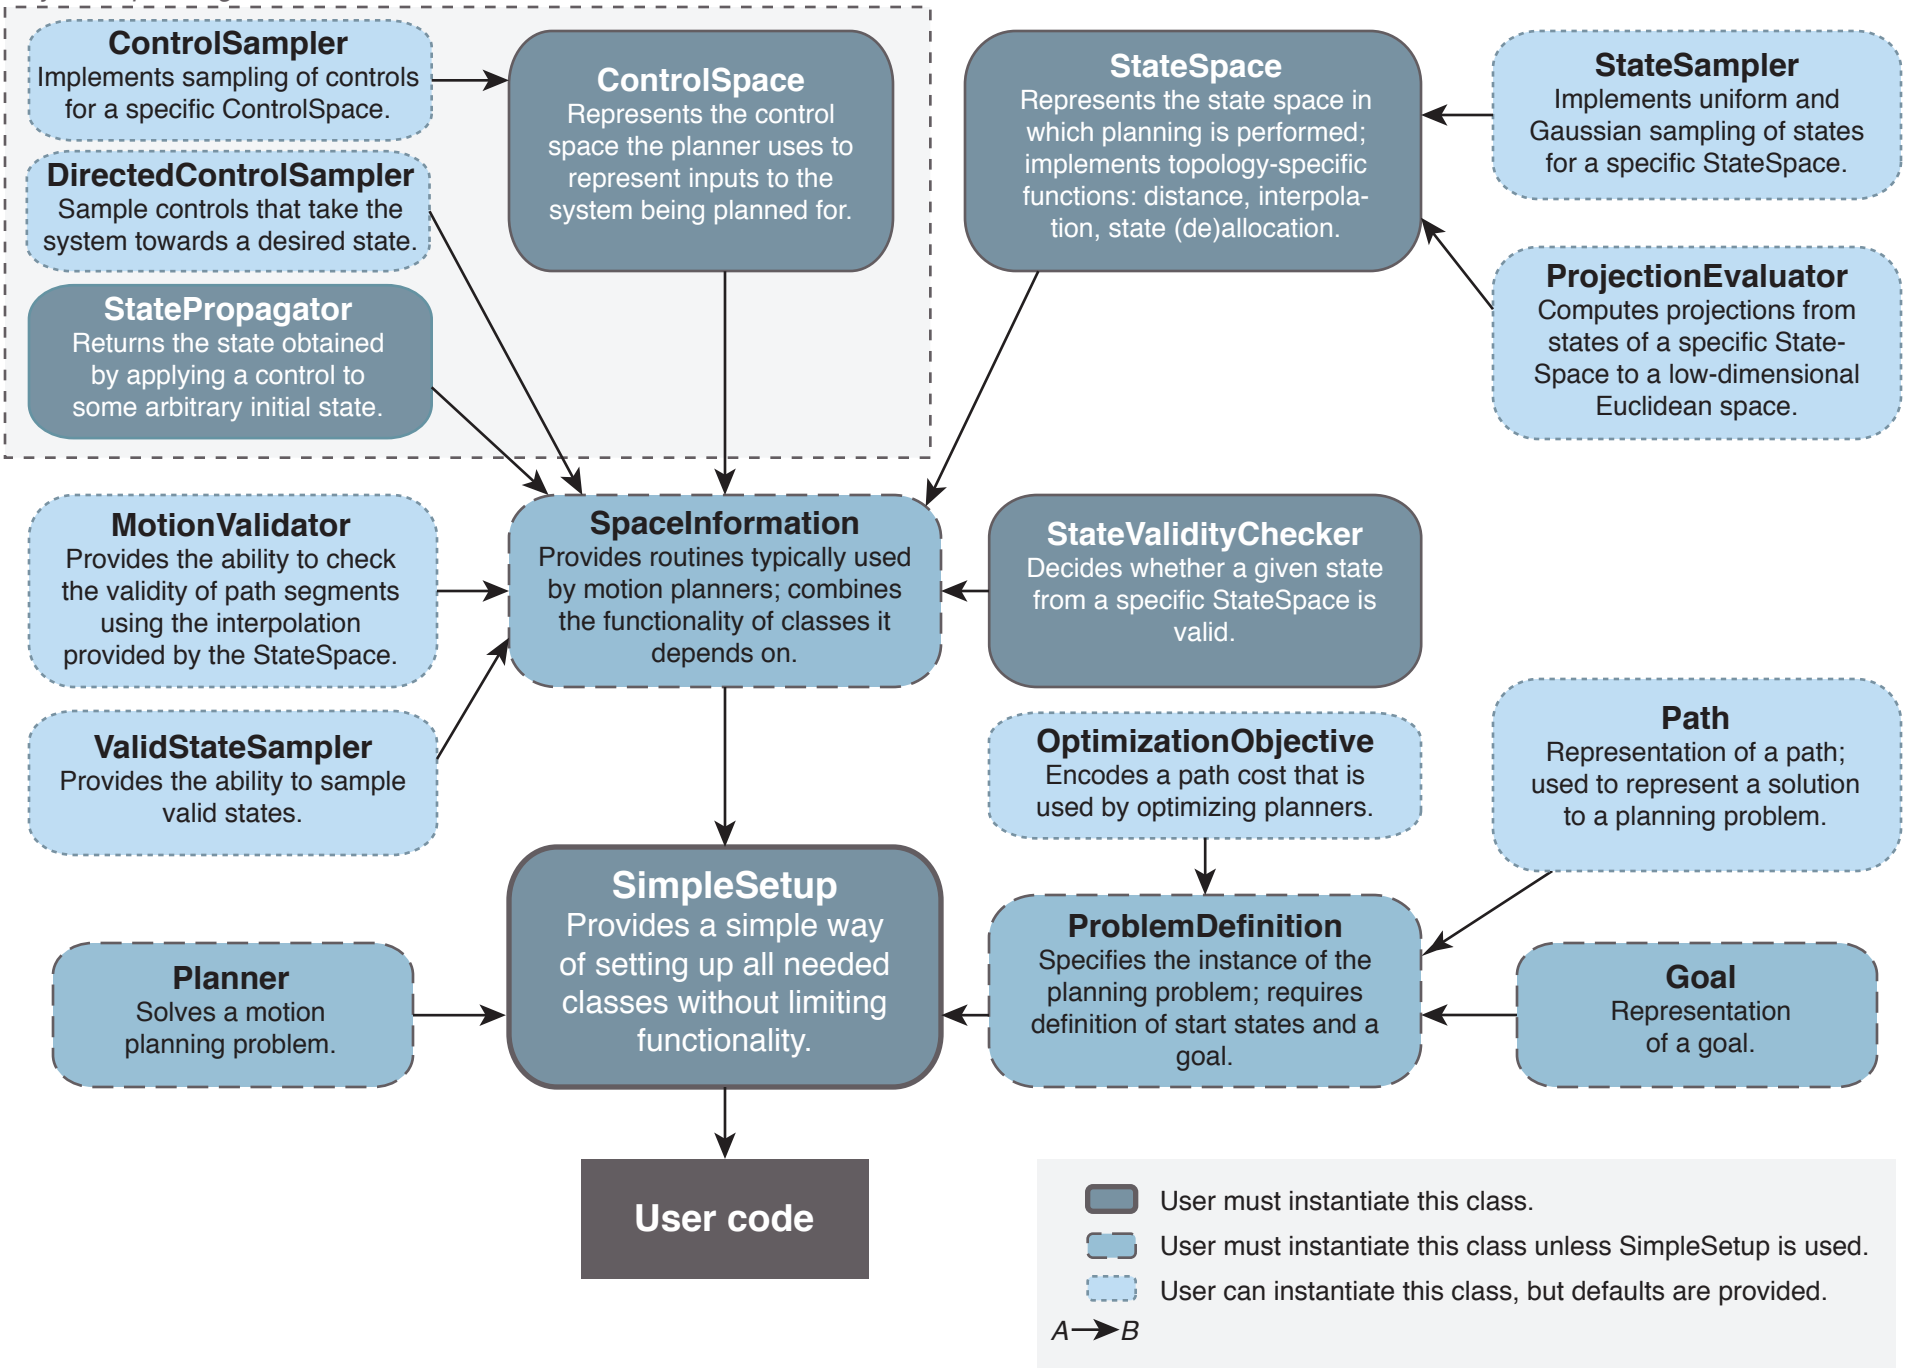 ControlSampler
Implements sampling of controls
for a specific ControlSpace.
DirectedControlSampler
Sample controls that take the
system towards a desired state.
StatePropagator
Returns the state obtained
by applying a control to
some arbitrary initial state.
ControlSpace
Represents the control
space the planner uses to
represent inputs to the
system being planned for.
StateSpace
Represents the state space in
which planning is performed;
implements topology-specific
functions: distance, interpola-
tion, state (de)allocation.
StateSampler
Implements uniform and
Gaussian sampling of states
for a specific StateSpace.
ProjectionEvaluator
Computes projections from
states of a specific State-
Space to a low-dimensional
Euclidean space.
MotionValidator
Provides the ability to check
the validity of path segments
using the interpolation
provided by the StateSpace.
SpaceInformation
Provides routines typically used
by motion planners; combines
the functionality of classes it
depends on.
StateValidityChecker
Decides whether a given state
from a specific StateSpace is
valid.
ValidStateSampler
Provides the ability to sample
valid states.
OptimizationObjective
Encodes a path cost that is
used by optimizing planners.
Path
Representation of a path;
used to represent a solution
to a planning problem.
SimpleSetup
Provides a simple way
of setting up all needed
classes without limiting
functionality.
ProblemDefinition
Specifies the instance of the
planning problem; requires
definition of start states and a
goal.
Planner
Solves a motion
planning problem.
Goal
Representation
of a goal.
User code
User must instantiate this class.
User must instantiate this class unless SimpleSetup is used.
User can instantiate this class, but defaults are provided.
A B